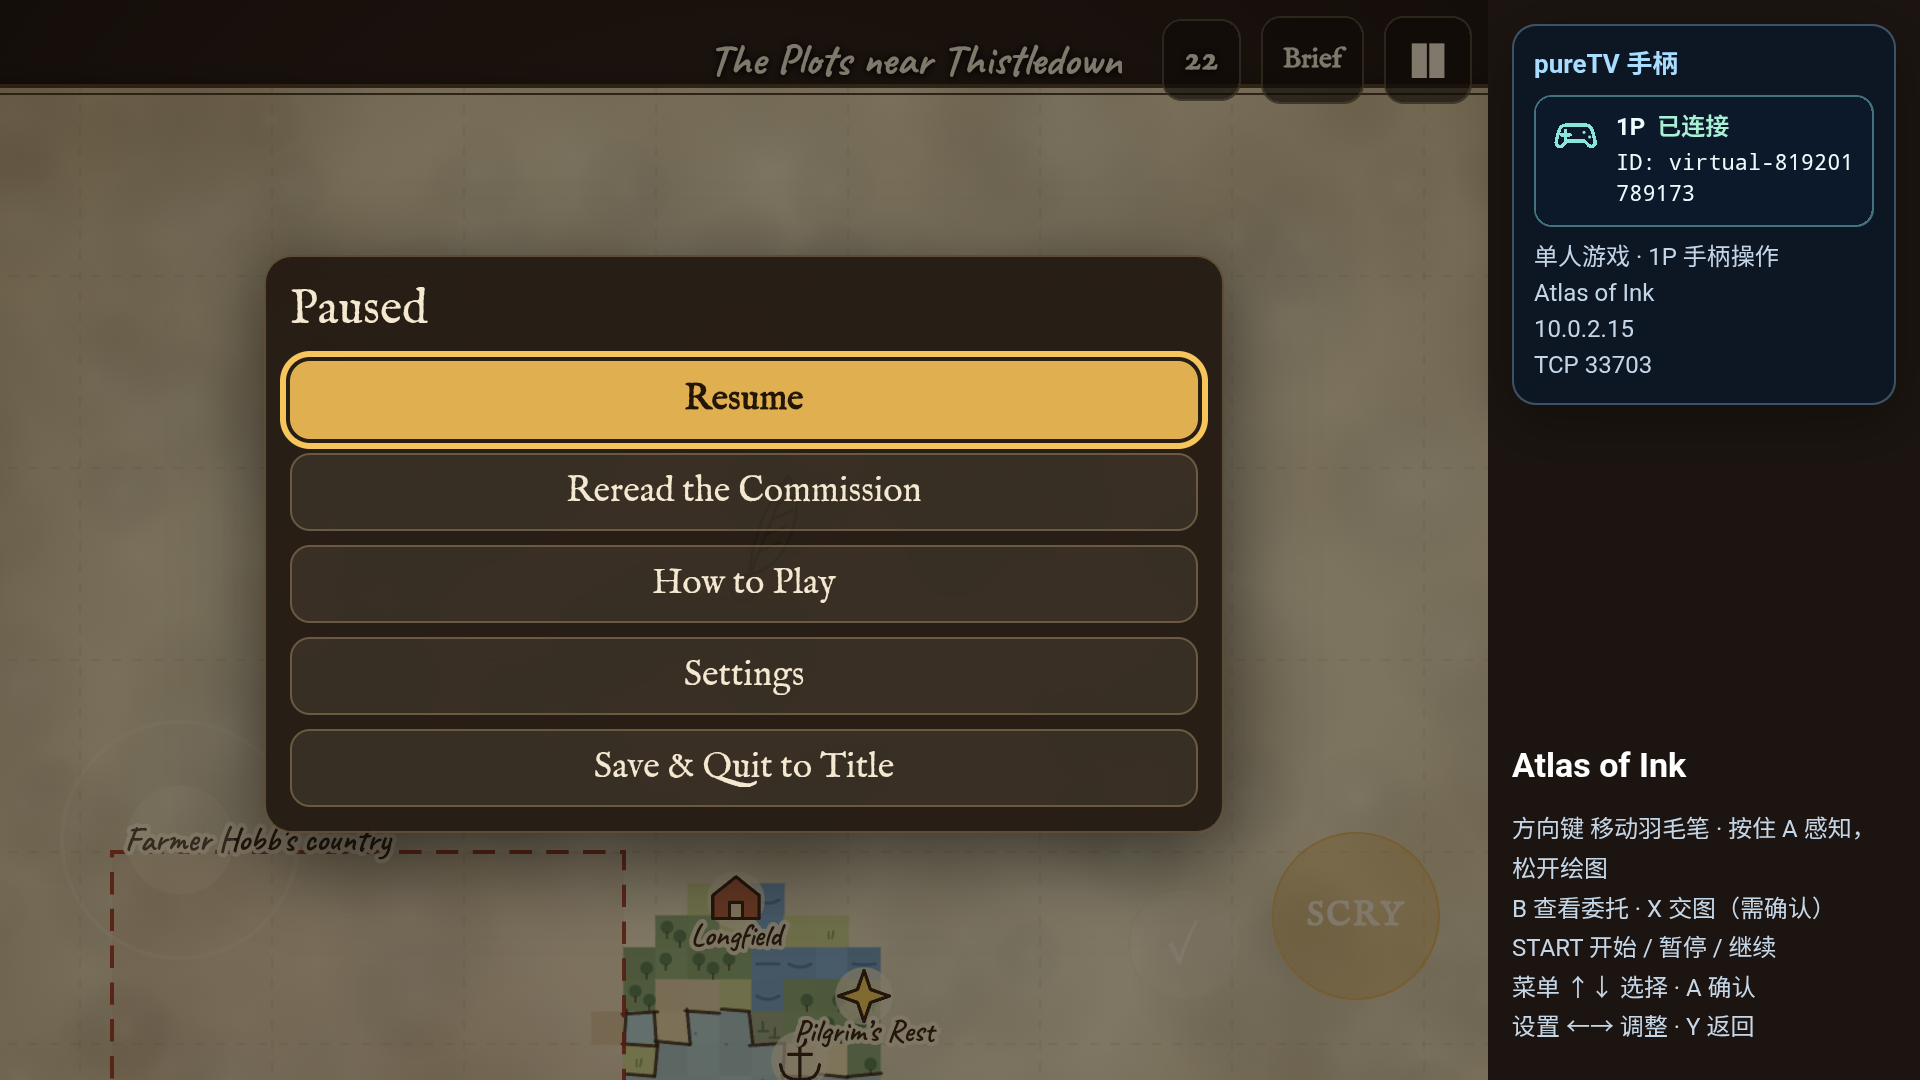 The Plots near Thistledown
22
Brief
Paused
Resume
Reread the Commission
How to Play
Settings
Save & Quit to Title
Farmer Hobb's country
Longfield
Pilgrim's Rest
SCRY
✓
pureTV 手柄
1P 已连接
ID: virtual-819201
789173
单人游戏 · 1P 手柄操作
Atlas of Ink
10.0.2.15
TCP 33703
Atlas of Ink
方向键 移动羽毛笔 · 按住 A 感知，
松开绘图
B 查看委托 · X 交图（需确认）
START 开始 / 暂停 / 继续
菜单 ↑↓ 选择 · A 确认
设置 ←→ 调整 · Y 返回